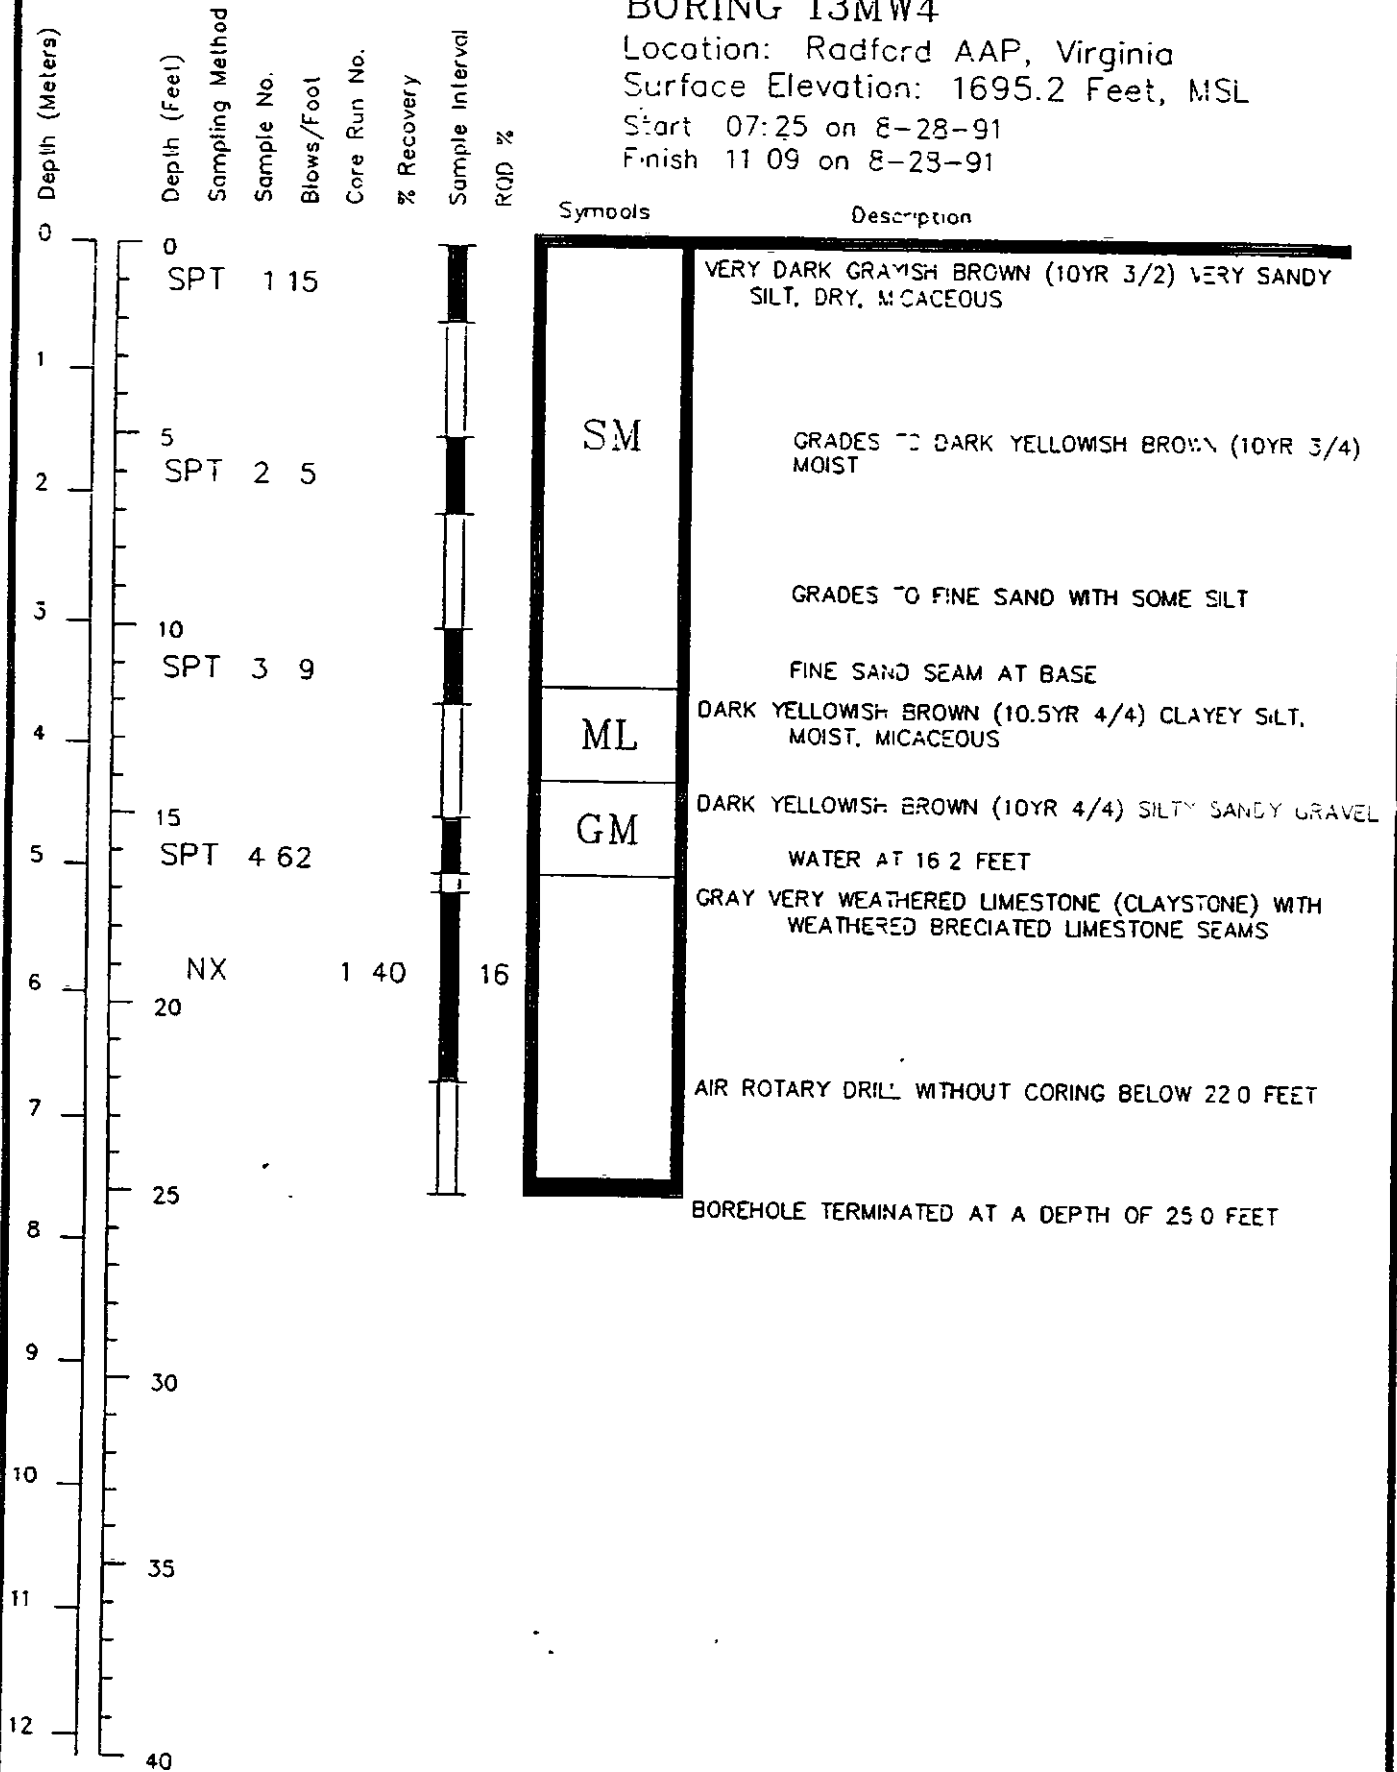 BORING 13MW4
Location: Radford AAP, Virginia
Surface Elevation: 1695.2 Feet, MSL
Start 07:25 on 8-28-91
Finish 11 09 on 8-23-91
Depth (Meters)
Depth (Feet)
Sampling Method
Sample No.
Blows/Foot
Core Run No.
% Recovery
Sample Interval
RQD %
Symbols Description
0 0
SPT 1 15
VERY DARK GRAYISH BROWN (10YR 3/2) VERY SANDY
SILT, DRY, MICACEOUS
1
5
SM
GRADES TO DARK YELLOWISH BROWN (10YR 3/4)
MOIST
SPT 2 5
2
GRADES TO FINE SAND WITH SOME SILT
3
10
SPT 3 9
FINE SAND SEAM AT BASE
DARK YELLOWISH BROWN (10.5YR 4/4) CLAYEY SILT,
MOIST, MICACEOUS
4
ML
15
DARK YELLOWISH BROWN (10YR 4/4) SILTY SANDY GRAVEL
GM
5
SPT 4 62
WATER AT 16 2 FEET
GRAY VERY WEATHERED LIMESTONE (CLAYSTONE) WITH
WEATHERED BRECIATED LIMESTONE SEAMS
6
NX 1 40 16
20
7
AIR ROTARY DRILL WITHOUT CORING BELOW 22 0 FEET
25
BOREHOLE TERMINATED AT A DEPTH OF 25 0 FEET
8
9
30
10
35
11
12
40